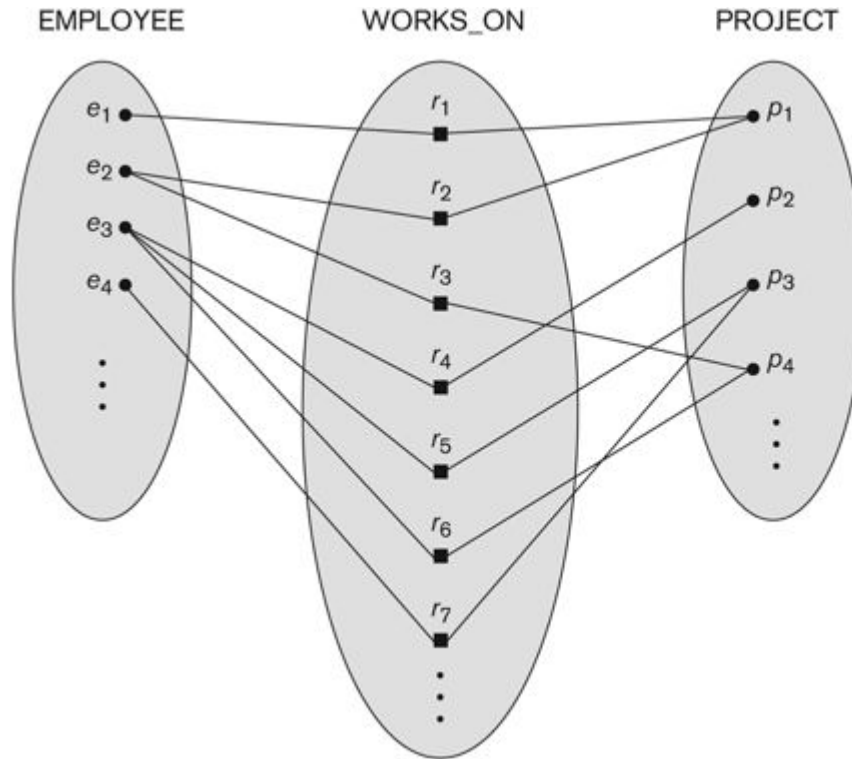 EMPLOYEE WORKS_ON PROJECT
e1 r1 p1
e2 r2 p2
e3 r3 p3
e4 r4 p4
r5
r6
r7